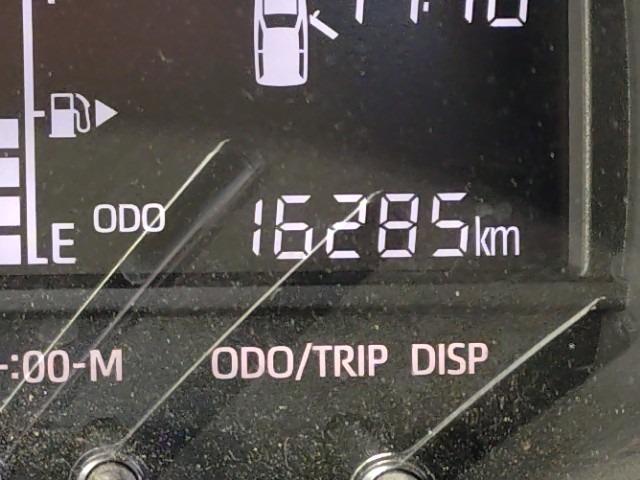 ODO 16285km
E
-:00-M ODO/TRIP DISP